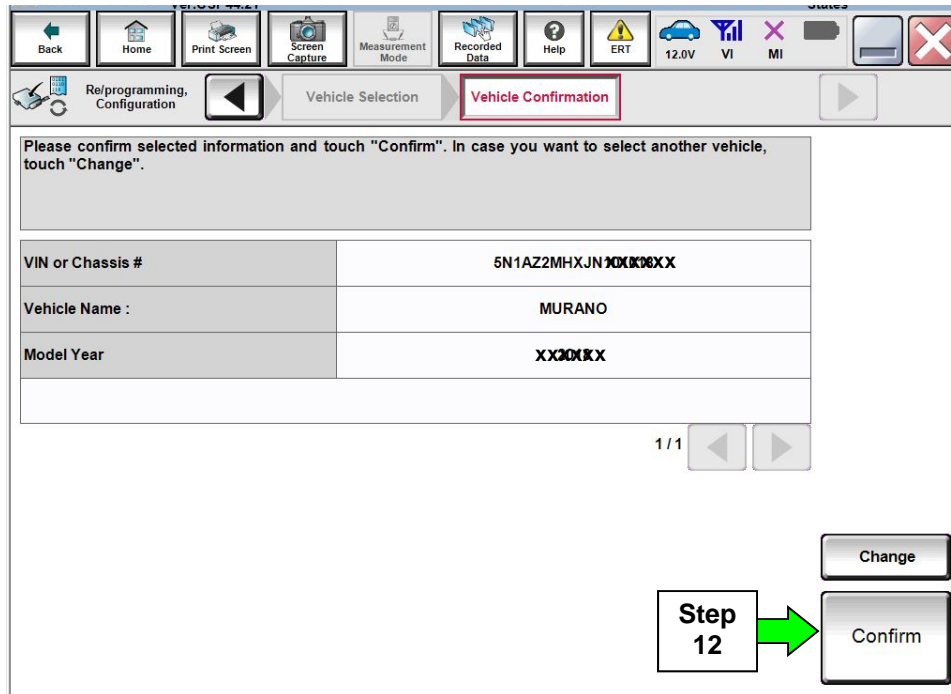 Back
Home
Print Screen
Screen Capture
Measurement Mode
Recorded Data
Help
ERT
12.0V
VI
MI
Re/programming, Configuration
Vehicle Selection
Vehicle Confirmation
Please confirm selected information and touch "Confirm". In case you want to select another vehicle,
touch "Change".
VIN or Chassis #
5N1AZ2MHXJN
Vehicle Name :
MURANO
Model Year
1/1
Change
Step
12
Confirm